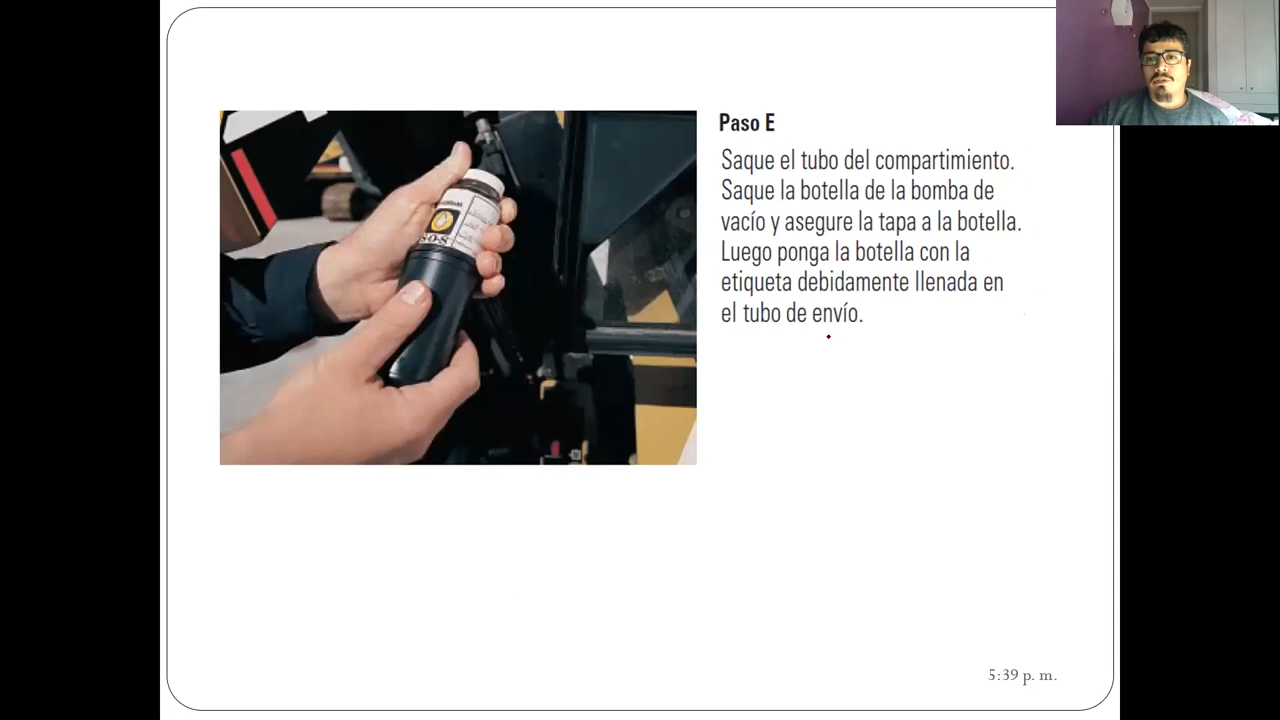 Paso E
Saque el tubo del compartimiento.
Saque la botella de la bomba de
vacío y asegure la tapa a la botella.
Luego ponga la botella con la
etiqueta debidamente llenada en
el tubo de envío.
S•O•S
5:39 p. m.